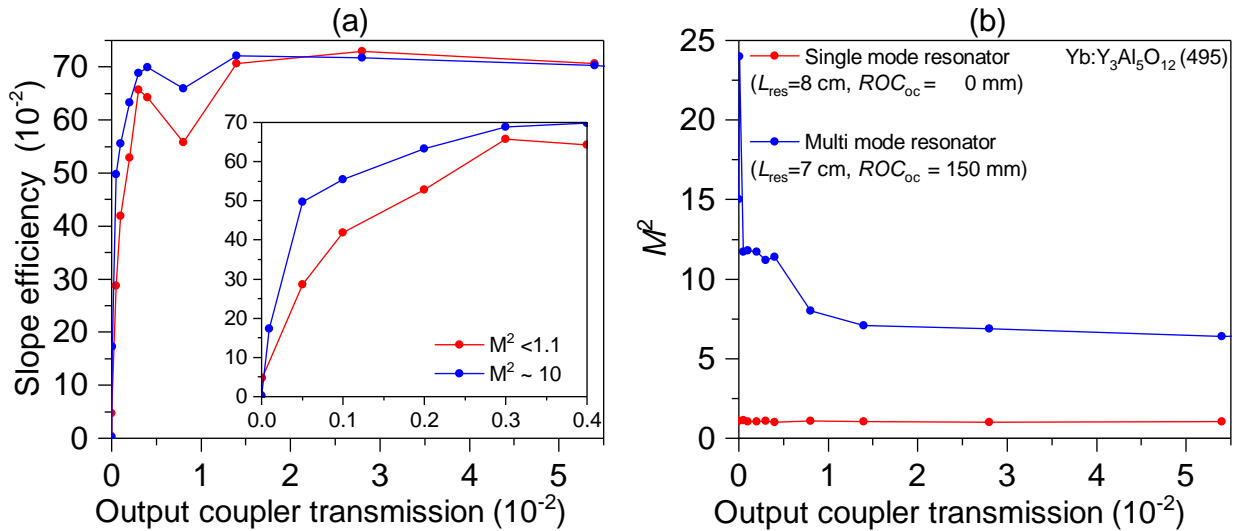 (a)
Slope efficiency (10⁻²)
70
60
50
40
30
20
10
0
0 1 2 3 4 5
Output coupler transmission (10⁻²)
70
60
50
40
30
20
10
0
0.0 0.1 0.2 0.3 0.4
M² <1.1
M² ~ 10
(b)
M²
25
20
15
10
5
0
0 1 2 3 4 5
Output coupler transmission (10⁻²)
Single mode resonator
(L_res=8 cm, ROC_oc = 0 mm)
Yb:Y₃Al₅O₁₂ (495)
Multi mode resonator
(L_res=7 cm, ROC_oc = 150 mm)